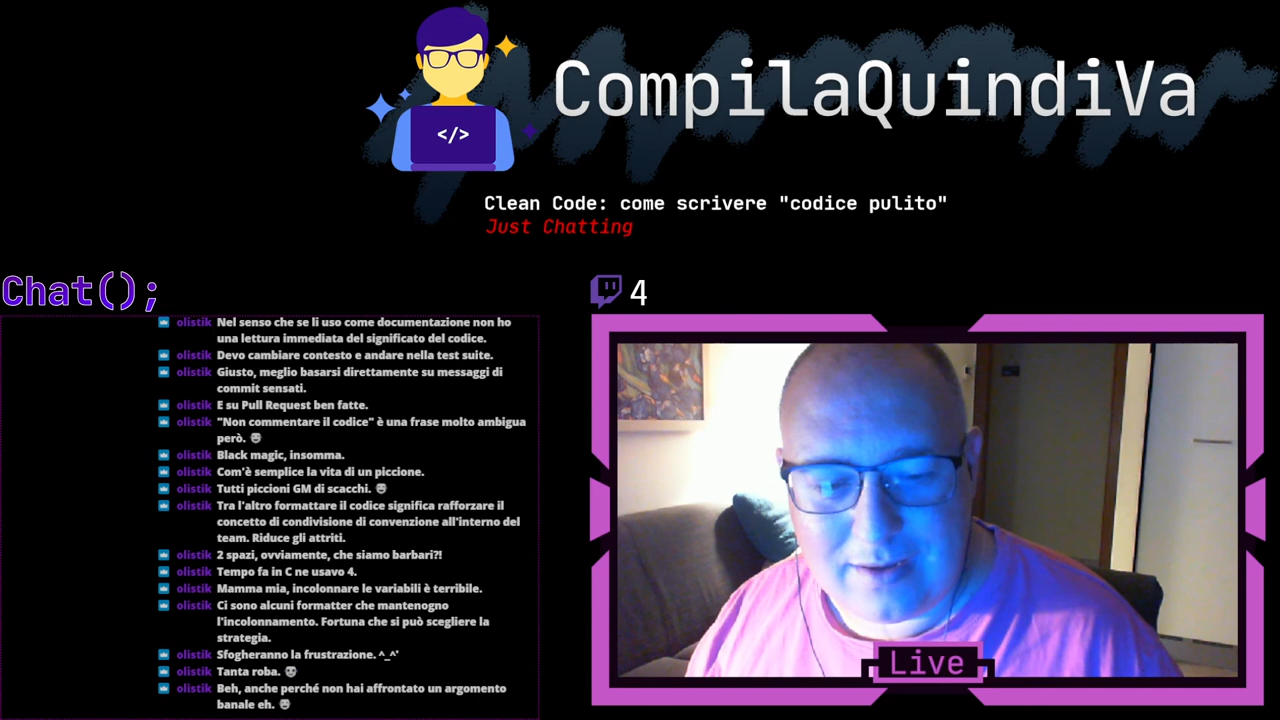 </>
CompilaQuindiVa
Clean Code: come scrivere "codice pulito"
Just Chatting
Chat();
4
olistik Nel senso che se li uso come documentazione non ho
una lettura immediata del significato del codice.
olistik Devo cambiare contesto e andare nella test suite.
olistik Giusto, meglio basarsi direttamente su messaggi di
commit sensati.
olistik E su Pull Request ben fatte.
olistik "Non commentare il codice" è una frase molto ambigua
però.
olistik Black magic, insomma.
olistik Com'è semplice la vita di un piccione.
olistik Tutti piccioni GM di scacchi.
olistik Tra l'altro formattare il codice significa rafforzare il
concetto di condivisione di convenzione all'interno del
team. Riduce gli attriti.
olistik 2 spazi, ovviamente, che siamo barbari?!
olistik Tempo fa in C ne usavo 4.
olistik Mamma mia, incolonnare le variabili è terribile.
olistik Ci sono alcuni formatter che mantenogno
l'incolonnamento. Fortuna che si può scegliere la
strategia.
olistik Sfogheranno la frustrazione. ^_^'
olistik Tanta roba.
olistik Beh, anche perché non hai affrontato un argomento
banale eh.
Live